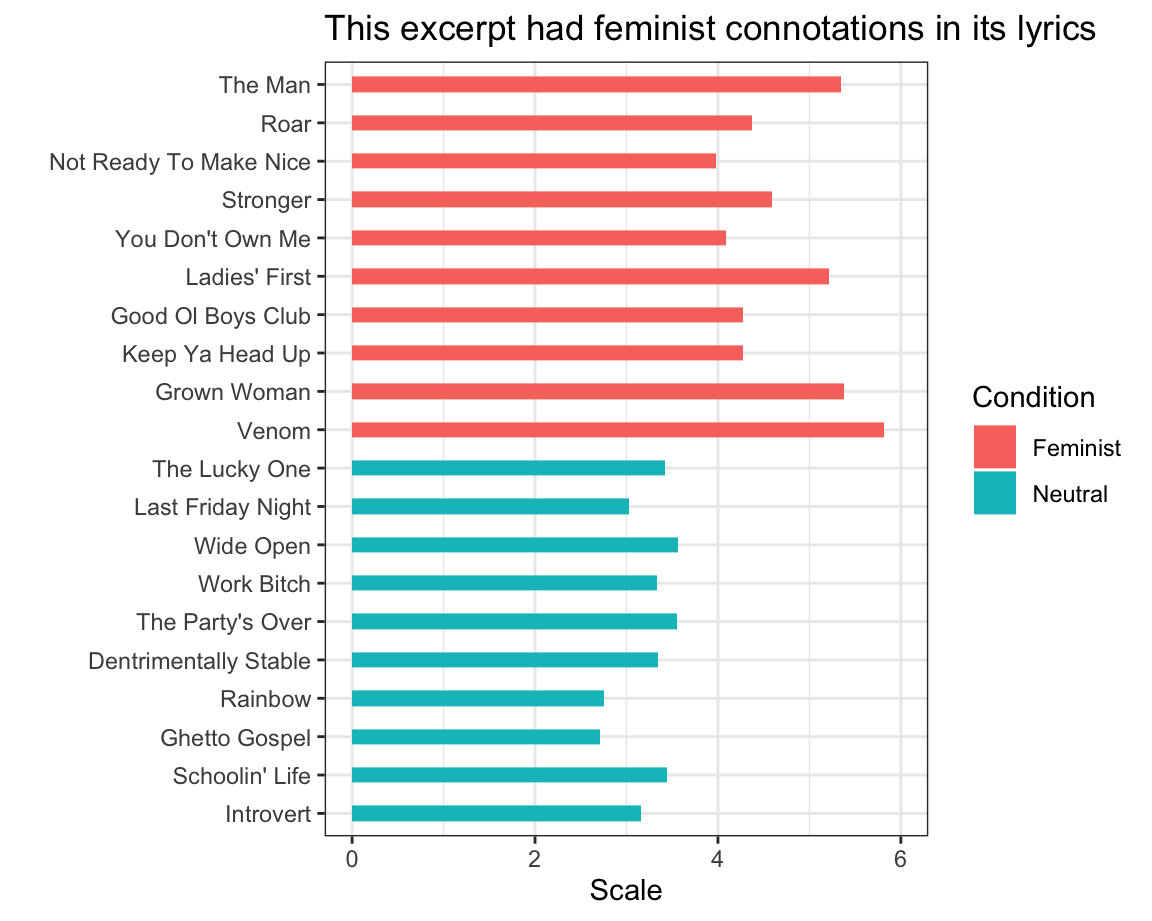 This excerpt had feminist connotations in its lyrics
The Man
Roar
Not Ready To Make Nice
Stronger
You Don't Own Me
Ladies' First
Good Ol Boys Club
Keep Ya Head Up
Grown Woman
Venom
The Lucky One
Last Friday Night
Wide Open
Work Bitch
The Party's Over
Dentrimentally Stable
Rainbow
Ghetto Gospel
Schoolin' Life
Introvert
0 2 4 6
Scale
Condition
Feminist
Neutral